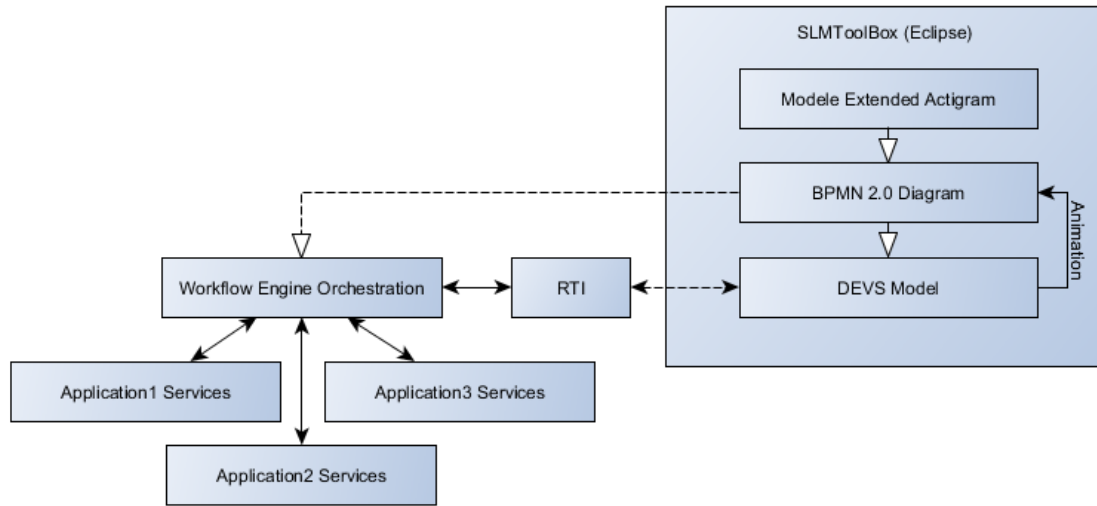 SLMToolBox (Eclipse)
Modele Extended Actigram
BPMN 2.0 Diagram
Animation
Workflow Engine Orchestration
RTI
DEVS Model
Application1 Services
Application3 Services
Application2 Services